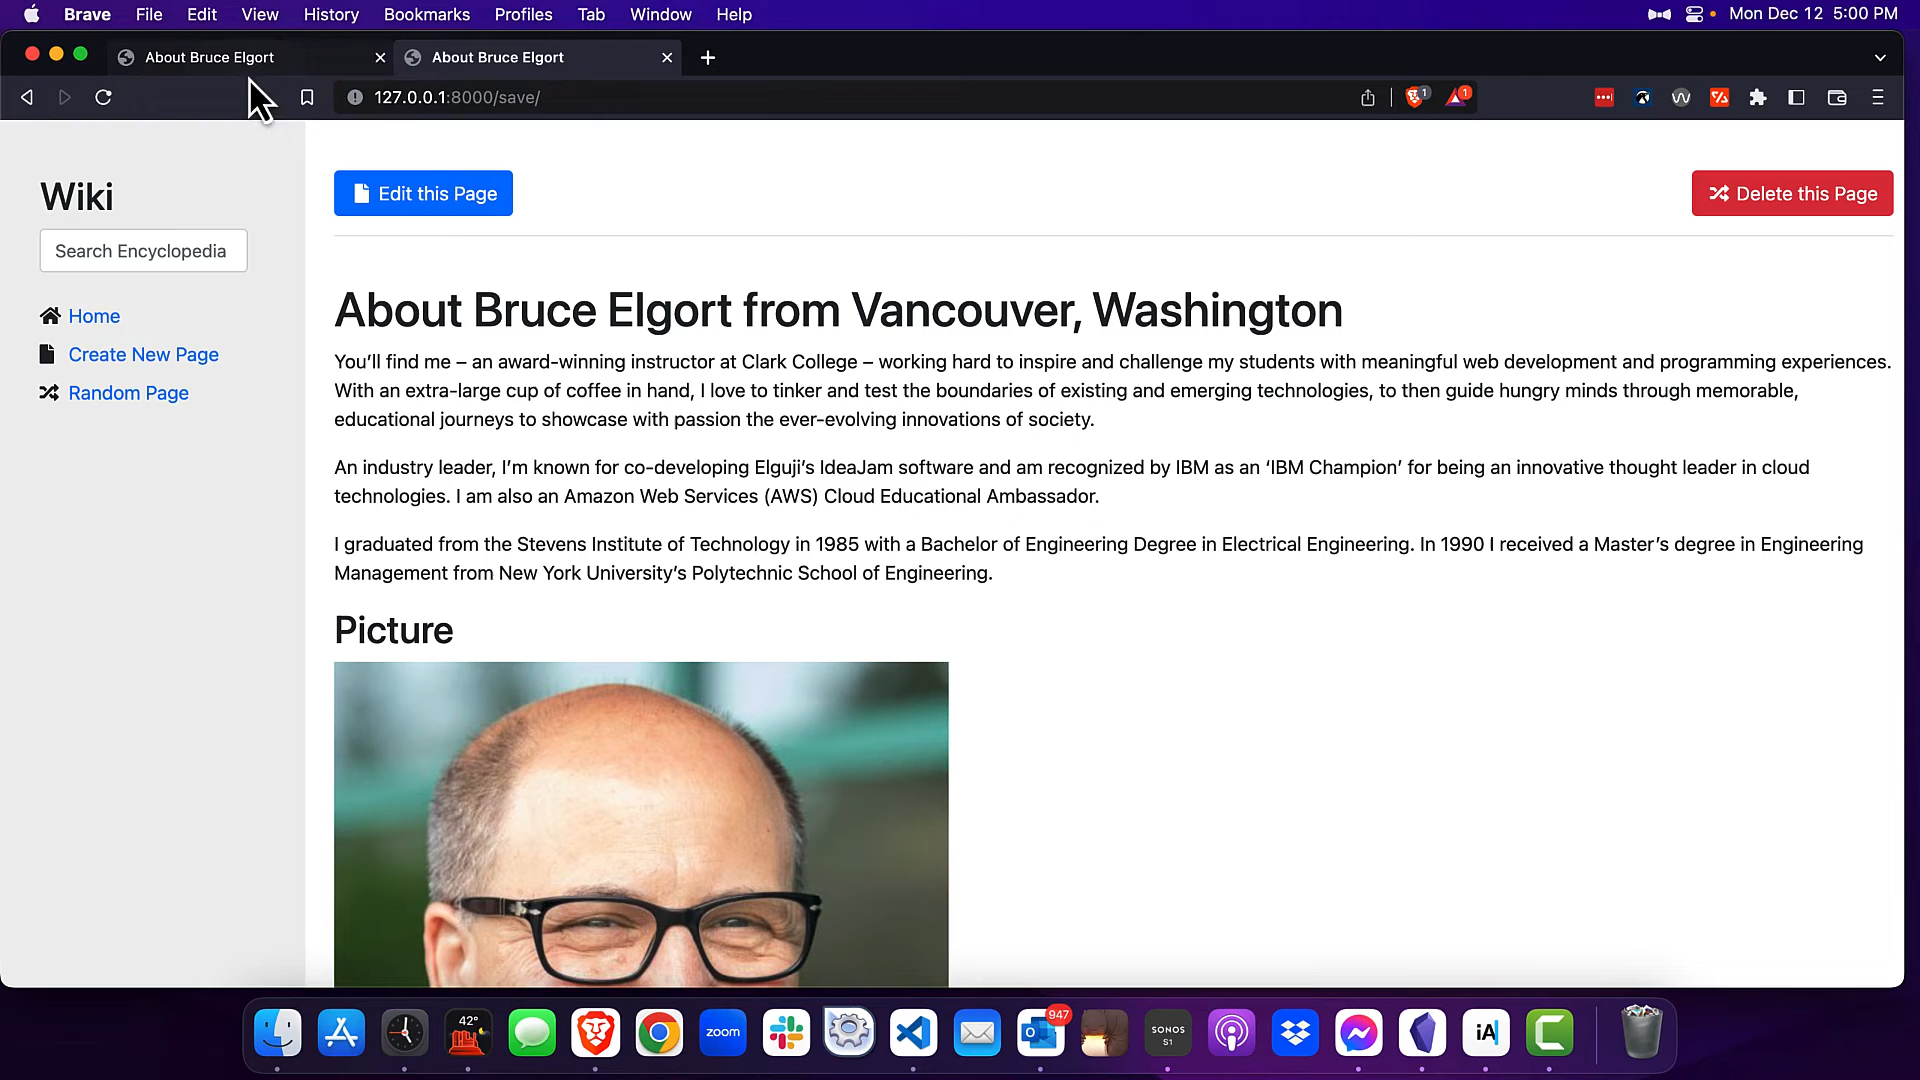 Brave File Edit View History Bookmarks Profiles Tab Window Help Mon Dec 12 5:00 PM
About Bruce Elgort About Bruce Elgort
127.0.0.1:8000/save/ 1 1
Wiki
Search Encyclopedia
Home
Create New Page
Random Page
Edit this Page Delete this Page
About Bruce Elgort from Vancouver, Washington
You’ll find me – an award-winning instructor at Clark College – working hard to inspire and challenge my students with meaningful web development and programming experiences.
With an extra-large cup of coffee in hand, I love to tinker and test the boundaries of existing and emerging technologies, to then guide hungry minds through memorable,
educational journeys to showcase with passion the ever-evolving innovations of society.
An industry leader, I’m known for co-developing Elguji’s IdeaJam software and am recognized by IBM as an ‘IBM Champion’ for being an innovative thought leader in cloud
technologies. I am also an Amazon Web Services (AWS) Cloud Educational Ambassador.
I graduated from the Stevens Institute of Technology in 1985 with a Bachelor of Engineering Degree in Electrical Engineering. In 1990 I received a Master’s degree in Engineering
Management from New York University’s Polytechnic School of Engineering.
Picture
42°
zoom
947
SONOS
S1
iA